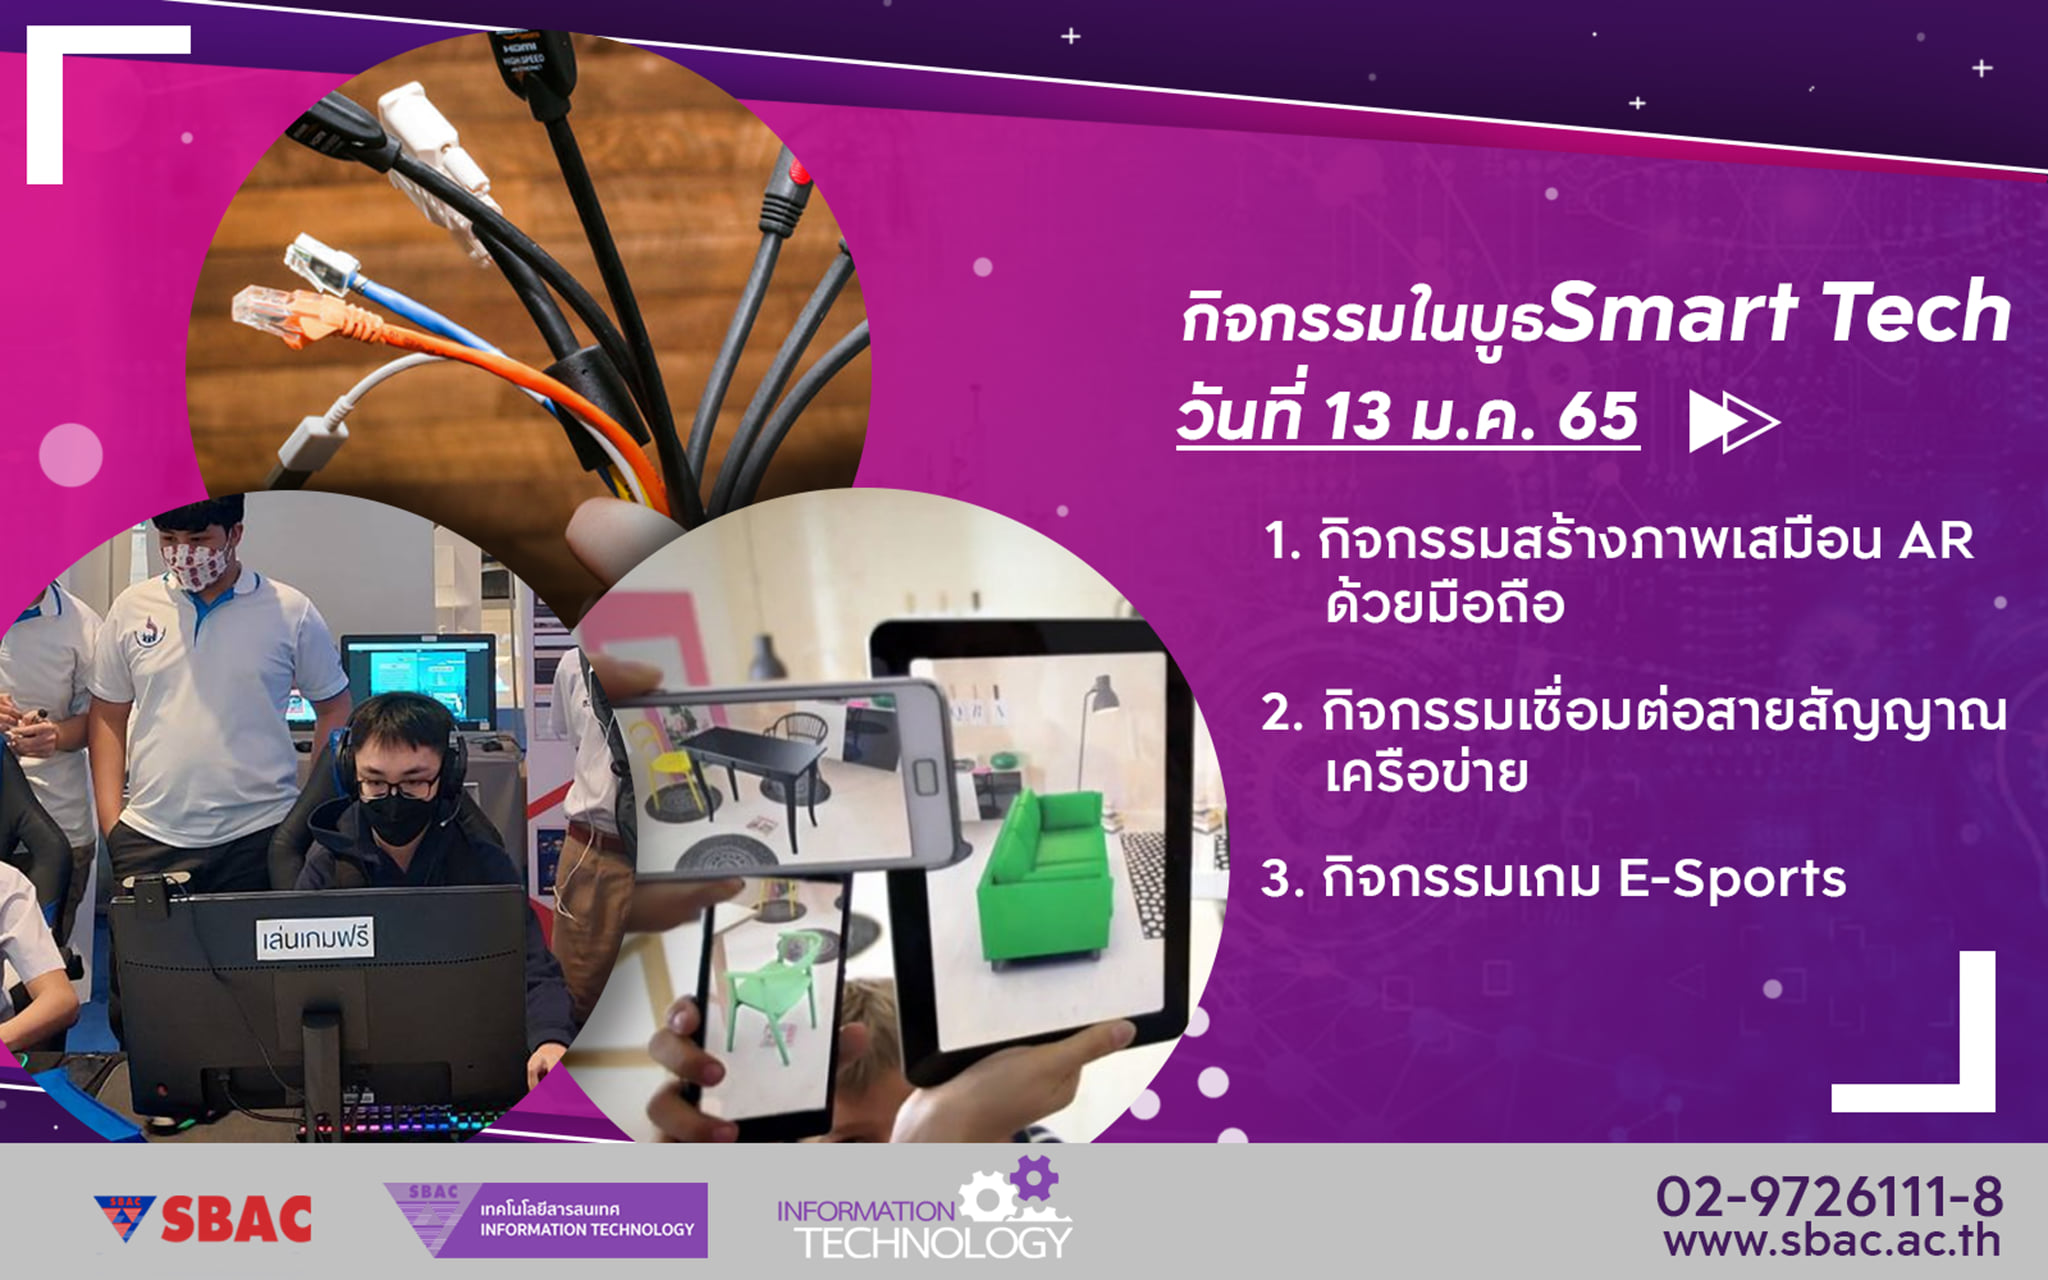 HDMI
HIGH SPEED
กิจกรรมในบูธSmart Tech
วันที่ 13 ม.ค. 65
1. กิจกรรมสร้างภาพเสมือน AR
ด้วยมือถือ
2. กิจกรรมเชื่อมต่อสายสัญญาณ
เครือข่าย
3. กิจกรรมเกม E-Sports
เล่นเกมฟรี
SBAC
SBAC
SBAC
เทคโนโลยีสารสนเทศ
INFORMATION TECHNOLOGY
INFORMATION
TECHNOLOGY
02-9726111-8
www.sbac.ac.th